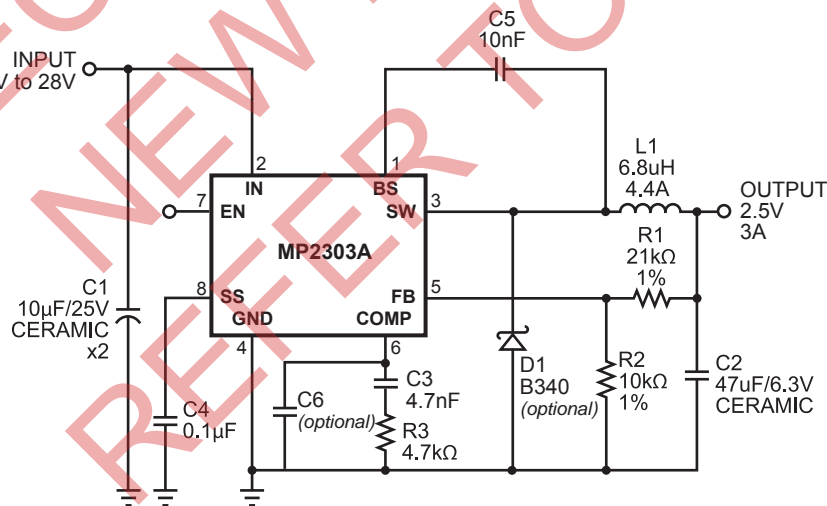 INPUT
V to 28V
C5
10nF
2
1
IN
BS
7
EN
SW
3
MP2303A
8
SS
FB
5
GND
COMP
4
6
L1
6.8uH
4.4A
OUTPUT
2.5V
3A
R1
21kΩ
1%
C1
10µF/25V
CERAMIC
x2
C4
0.1µF
C6
(optional)
C3
4.7nF
R3
4.7kΩ
D1
B340
(optional)
R2
10kΩ
1%
C2
47uF/6.3V
CERAMIC
NEW
REFER TO